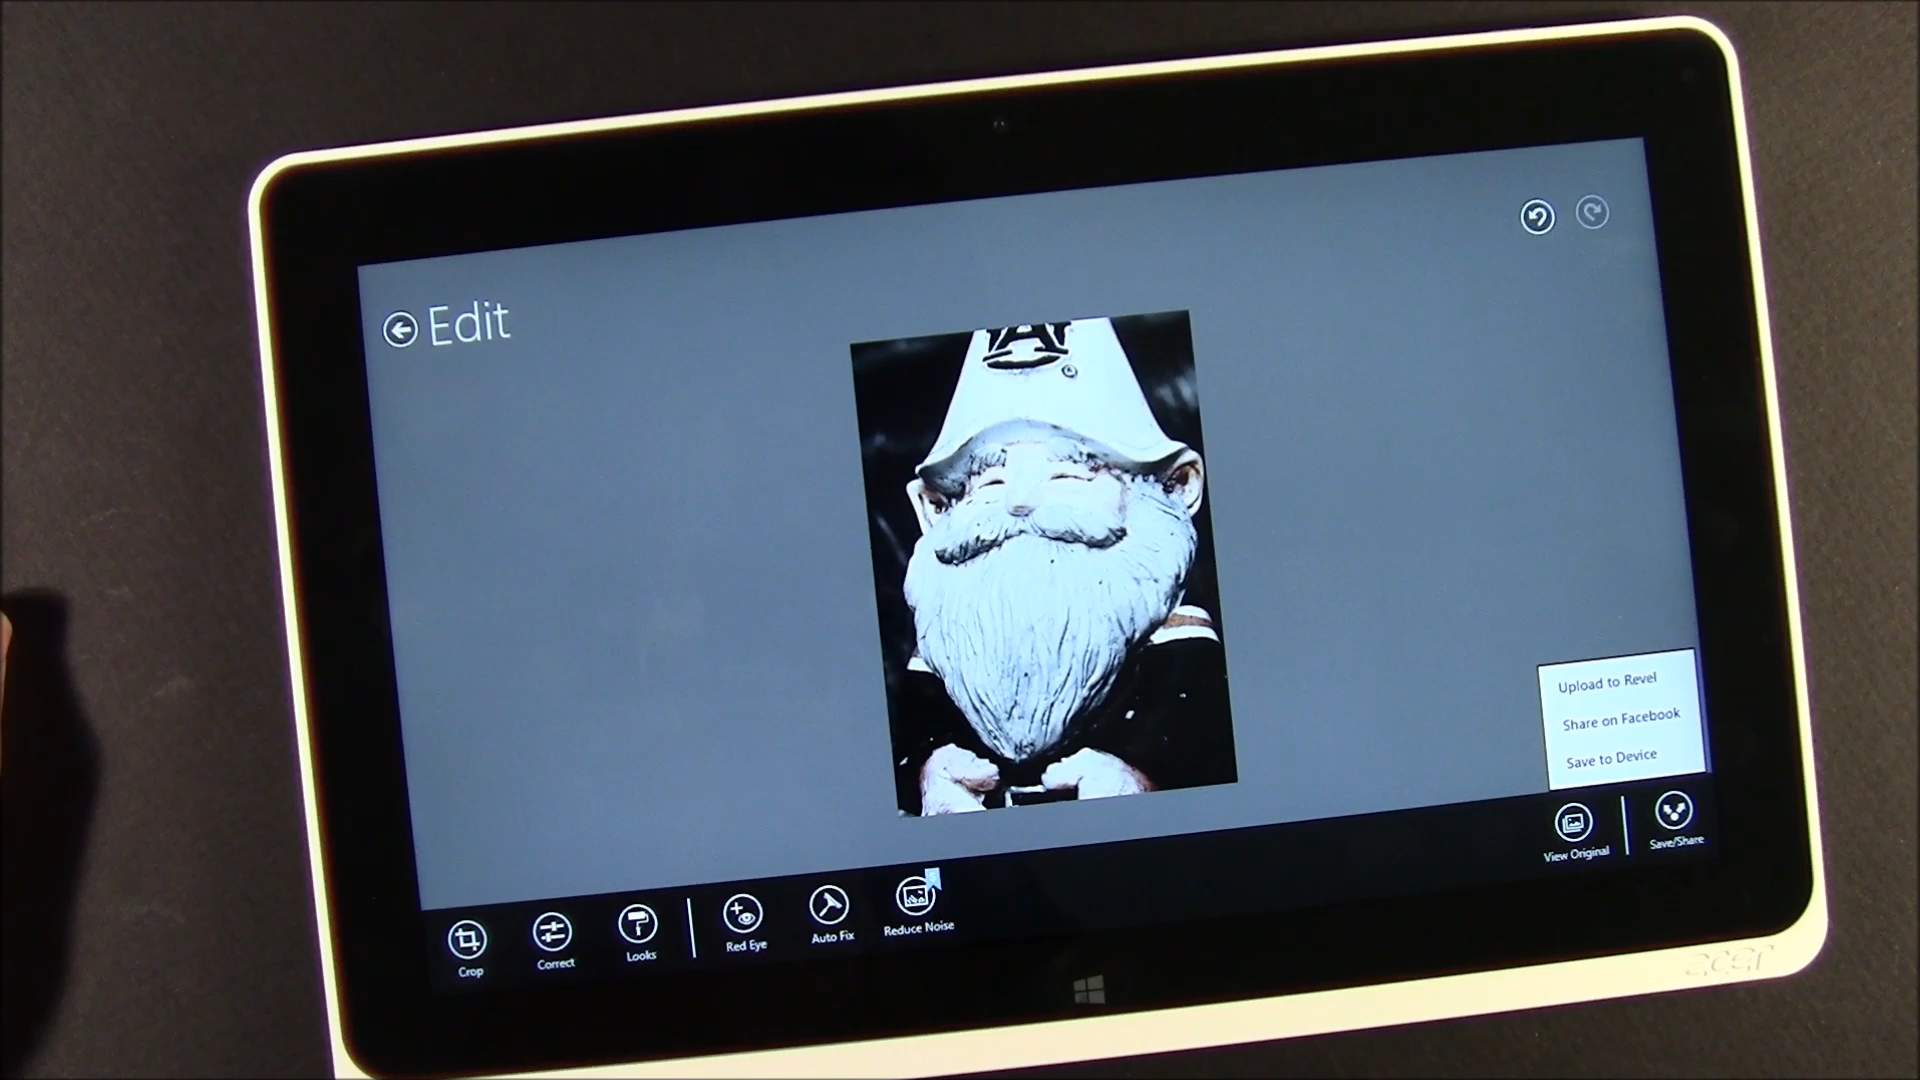 Edit
A
®
Upload to Revel
Share on Facebook
Save to Device
View Original
Save/Share
Crop
Correct
Looks
Red Eye
Auto Fix
$
Reduce Noise
acer